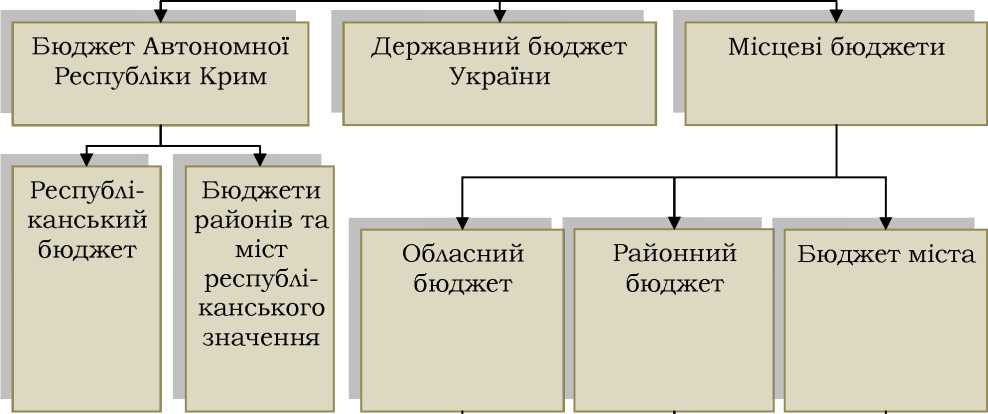 Бюджет Автономної
Республіки Крим
Державний бюджет
України
Місцеві бюджети
Республі-
канський
бюджет
Бюджети
районів та
міст
республі-
канського
значення
Обласний
бюджет
Районний
бюджет
Бюджет міста